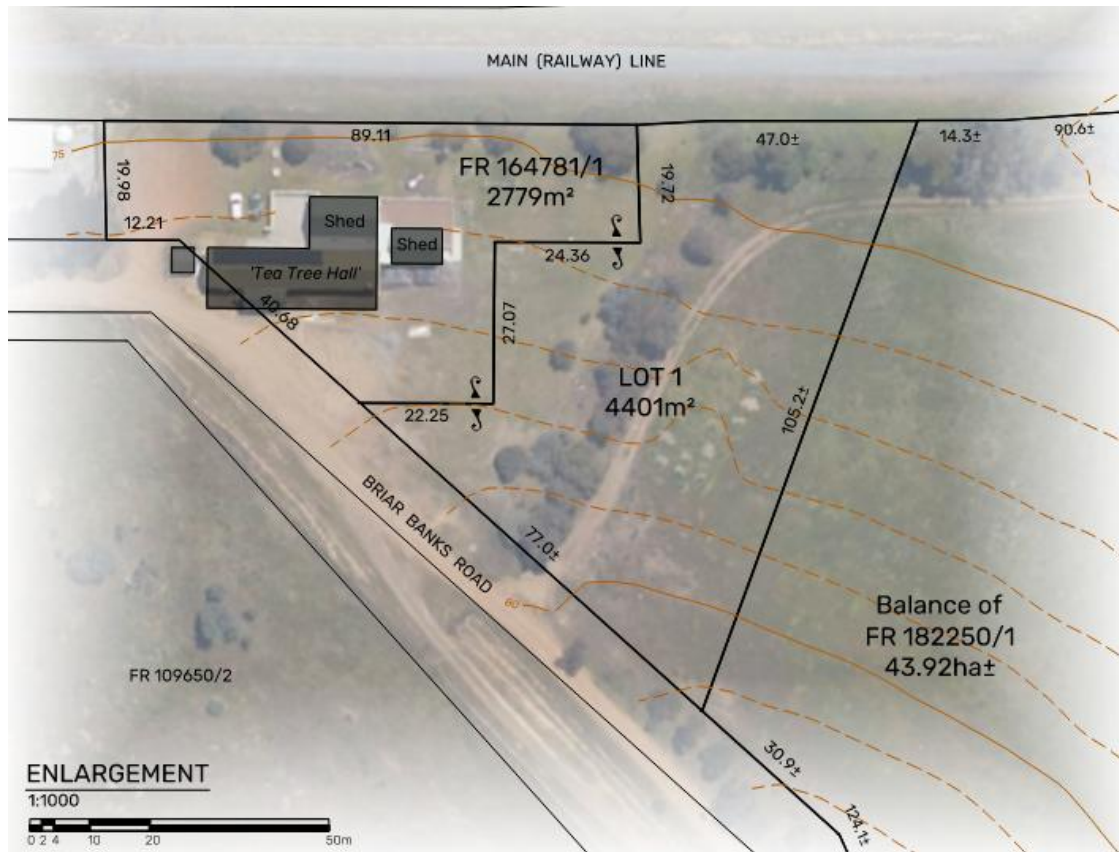 MAIN (RAILWAY) LINE
89.11
47.0±
14.3±
90.6±
75
FR 164781/1
2779m²
19.98
19.72
12.21
Shed
Shed
'Tea Tree Hall'
24.36
40.68
27.07
LOT 1
4401m²
22.25
105.2±
BRIAR BANKS ROAD
77.0±
60
Balance of
FR 182250/1
43.92ha±
FR 109650/2
30.9±
124.1±
ENLARGEMENT
1:1000
0 2 4 10 20 50m